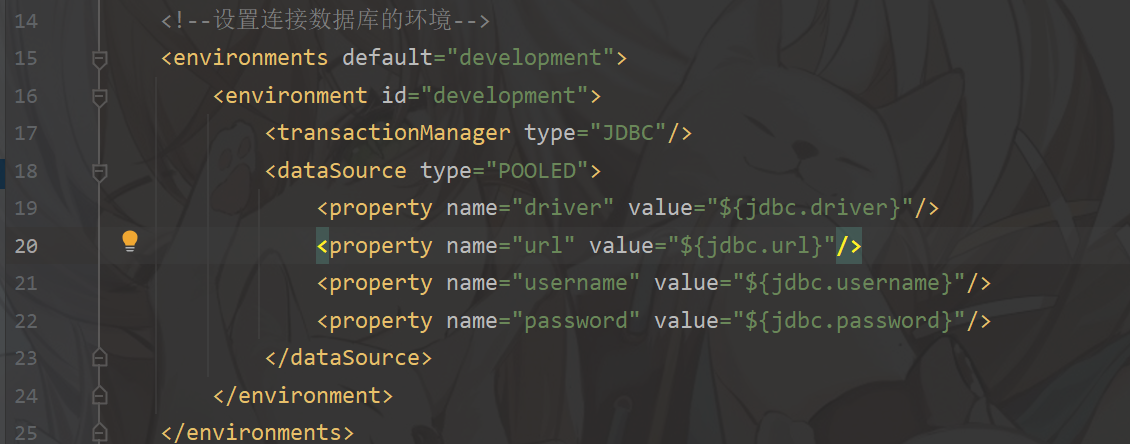 14 <!--设置连接数据库的环境-->
15 <environments default="development">
16 <environment id="development">
17 <transactionManager type="JDBC"/>
18 <dataSource type="POOLED">
19 <property name="driver" value="${jdbc.driver}"/>
20 <property name="url" value="${jdbc.url}"/>
21 <property name="username" value="${jdbc.username}"/>
22 <property name="password" value="${jdbc.password}"/>
23 </dataSource>
24 </environment>
25 </environments>